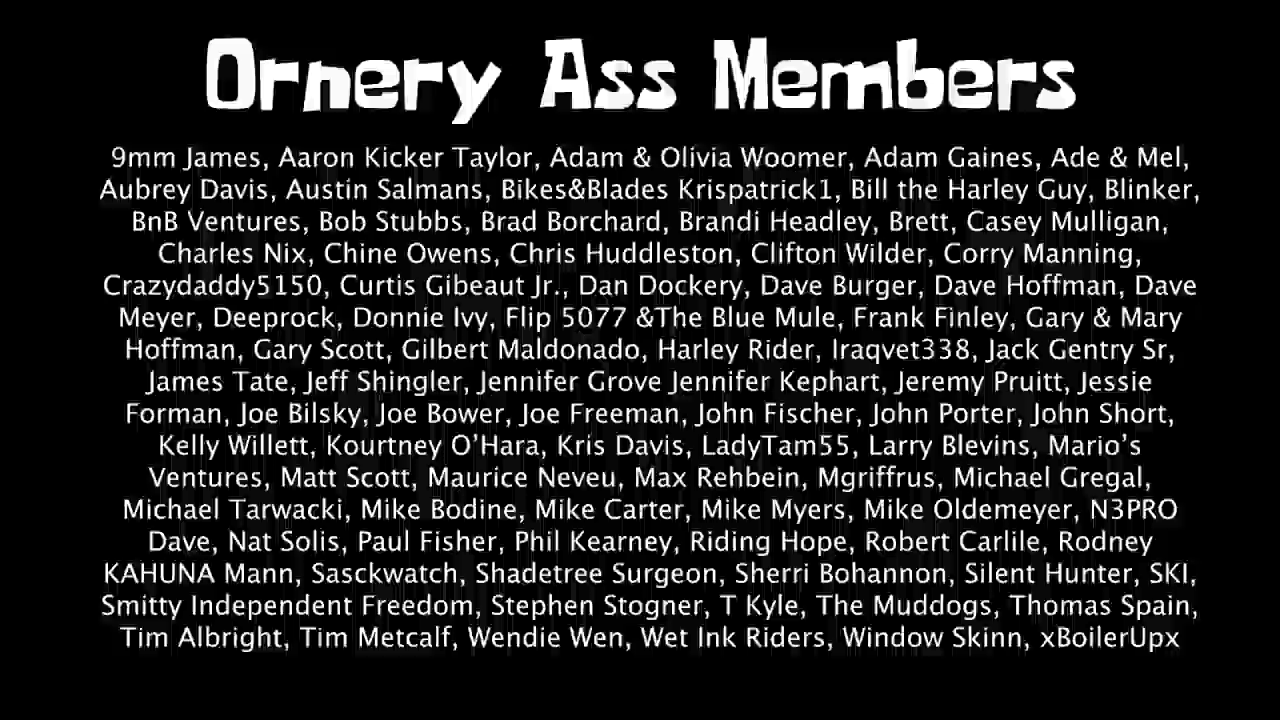 Ornery Ass Members
9mm James, Aaron Kicker Taylor, Adam & Olivia Woomer, Adam Gaines, Ade & Mel,
Aubrey Davis, Austin Salmans, Bikes&Blades Krispatrick1, Bill the Harley Guy, Blinker,
BnB Ventures, Bob Stubbs, Brad Borchard, Brandi Headley, Brett, Casey Mulligan,
Charles Nix, Chine Owens, Chris Huddleston, Clifton Wilder, Corry Manning,
Crazydaddy5150, Curtis Gibeaut Jr., Dan Dockery, Dave Burger, Dave Hoffman, Dave
Meyer, Deeprock, Donnie Ivy, Flip 5077 &The Blue Mule, Frank Finley, Gary & Mary
Hoffman, Gary Scott, Gilbert Maldonado, Harley Rider, Iraqvet338, Jack Gentry Sr,
James Tate, Jeff Shingler, Jennifer Grove Jennifer Kephart, Jeremy Pruitt, Jessie
Forman, Joe Bilsky, Joe Bower, Joe Freeman, John Fischer, John Porter, John Short,
Kelly Willett, Kourtney O’Hara, Kris Davis, LadyTam55, Larry Blevins, Mario’s
Ventures, Matt Scott, Maurice Neveu, Max Rehbein, Mgriffrus, Michael Gregal,
Michael Tarwacki, Mike Bodine, Mike Carter, Mike Myers, Mike Oldemeyer, N3PRO
Dave, Nat Solis, Paul Fisher, Phil Kearney, Riding Hope, Robert Carlile, Rodney
KAHUNA Mann, Sasckwatch, Shadetree Surgeon, Sherri Bohannon, Silent Hunter, SKI,
Smitty Independent Freedom, Stephen Stogner, T Kyle, The Muddogs, Thomas Spain,
Tim Albright, Tim Metcalf, Wendie Wen, Wet Ink Riders, Window Skinn, xBoilerUpx